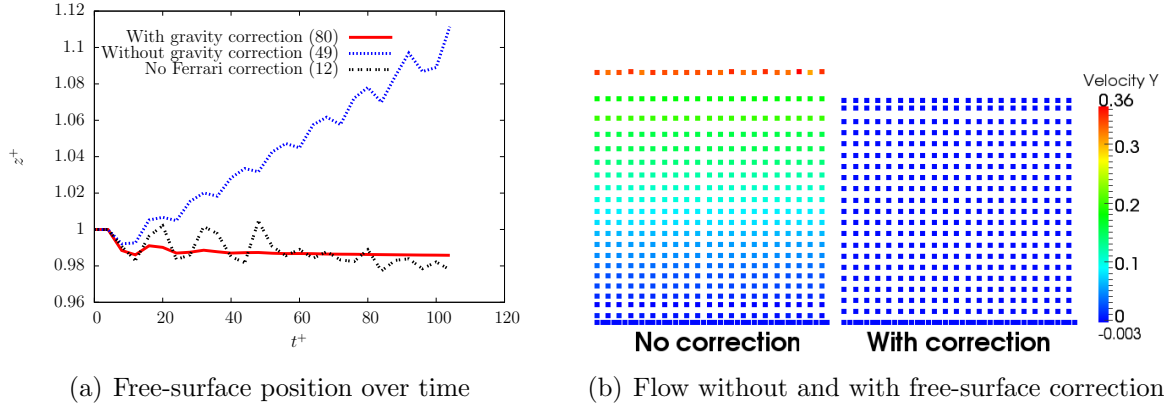 1.12
1.1
1.08
1.06
1.04
1.02
1
0.98
0.96
z+
With gravity correction (80)
Without gravity correction (49)
No Ferrari correction (12)
0 20 40 60 80 100 120
t+
(a) Free-surface position over time
Velocity Y
0.36
0.3
0.2
0.1
0
-0.003
No correction With correction
(b) Flow without and with free-surface correction